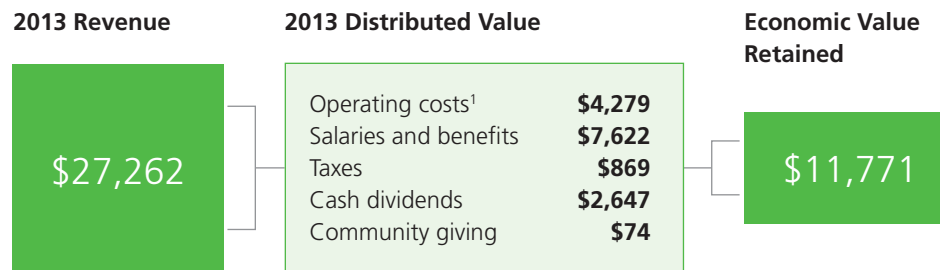 2013 Revenue
$27,262
2013 Distributed Value
Operating costs¹ $4,279
Salaries and benefits $7,622
Taxes $869
Cash dividends $2,647
Community giving $74
Economic Value
Retained
$11,771